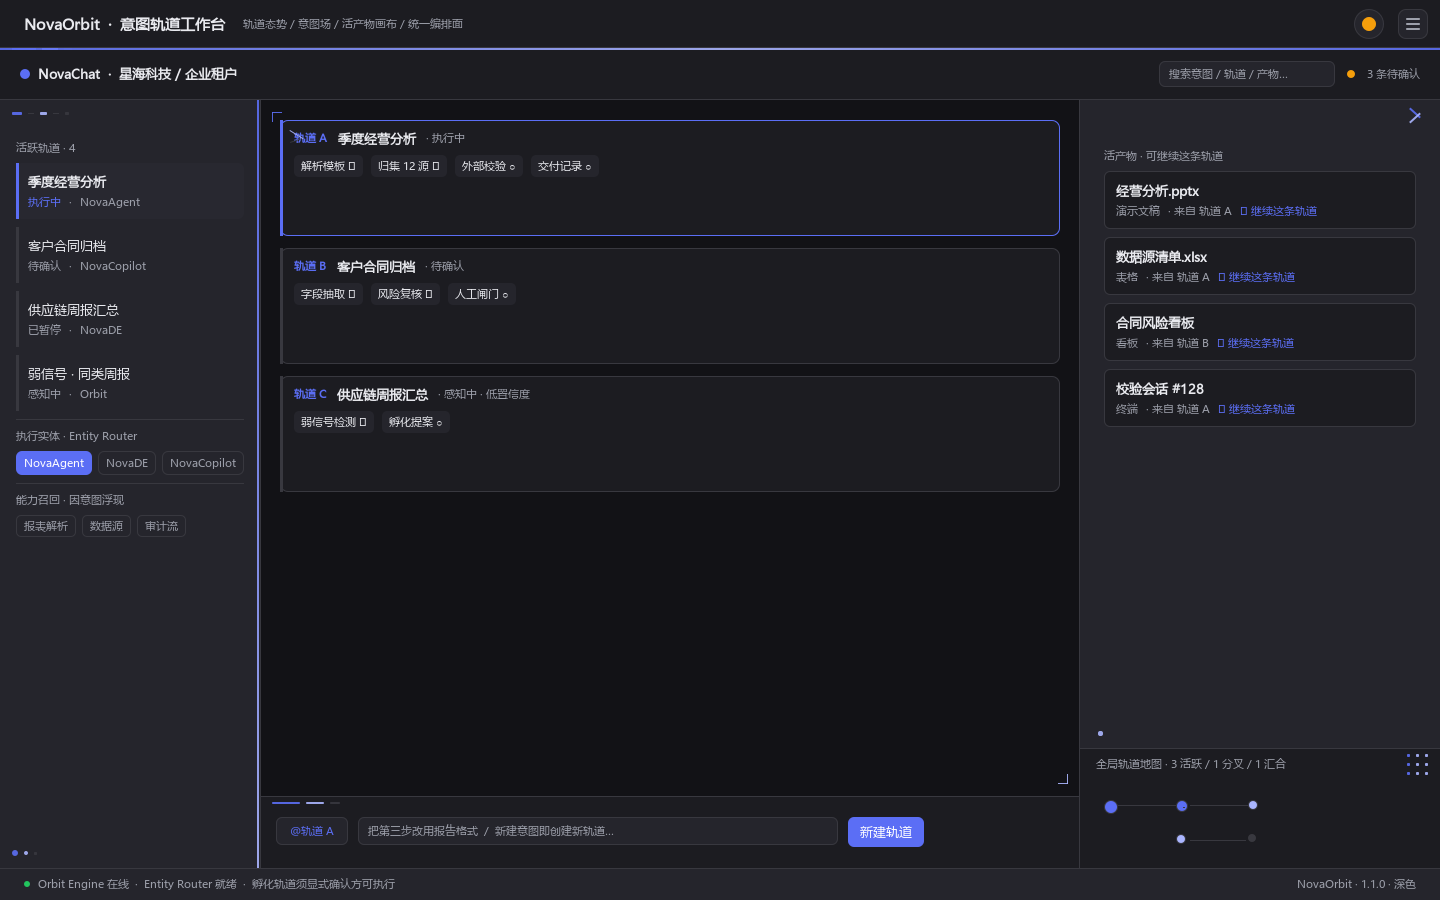 NovaOrbit · 意图轨道工作台
轨道态势 / 意图场 / 活产物画布 / 统一编排面
NovaChat · 星海科技 / 企业租户
搜索意图 / 轨道 / 产物...
3 条待确认
活跃轨道 · 4
季度经营分析
执行中 · NovaAgent
客户合同归档
待确认 · NovaCopilot
供应链周报汇总
已暂停 · NovaDE
弱信号 · 同类周报
感知中 · Orbit
执行实体 · Entity Router
NovaAgent
NovaDE
NovaCopilot
能力召回 · 因意图浮现
报表解析
数据源
审计流
轨道 A 季度经营分析 · 执行中
解析模板
归集 12 源
外部校验 ○
交付记录 ○
轨道 B 客户合同归档 · 待确认
字段抽取
风险复核
人工闸门 ○
轨道 C 供应链周报汇总 · 感知中 · 低置信度
弱信号检测
孵化提案 ○
@轨道 A
把第三步改用报告格式 / 新建意图即创建新轨道...
新建轨道
活产物 · 可继续这条轨道
经营分析.pptx
演示文稿 · 来自 轨道 A 继续这条轨道
数据源清单.xlsx
表格 · 来自 轨道 A 继续这条轨道
合同风险看板
看板 · 来自 轨道 B 继续这条轨道
校验会话 #128
终端 · 来自 轨道 A 继续这条轨道
全局轨道地图 · 3 活跃 / 1 分叉 / 1 汇合
Orbit Engine 在线 · Entity Router 就绪 · 孵化轨道须显式确认方可执行
NovaOrbit · 1.1.0 · 深色